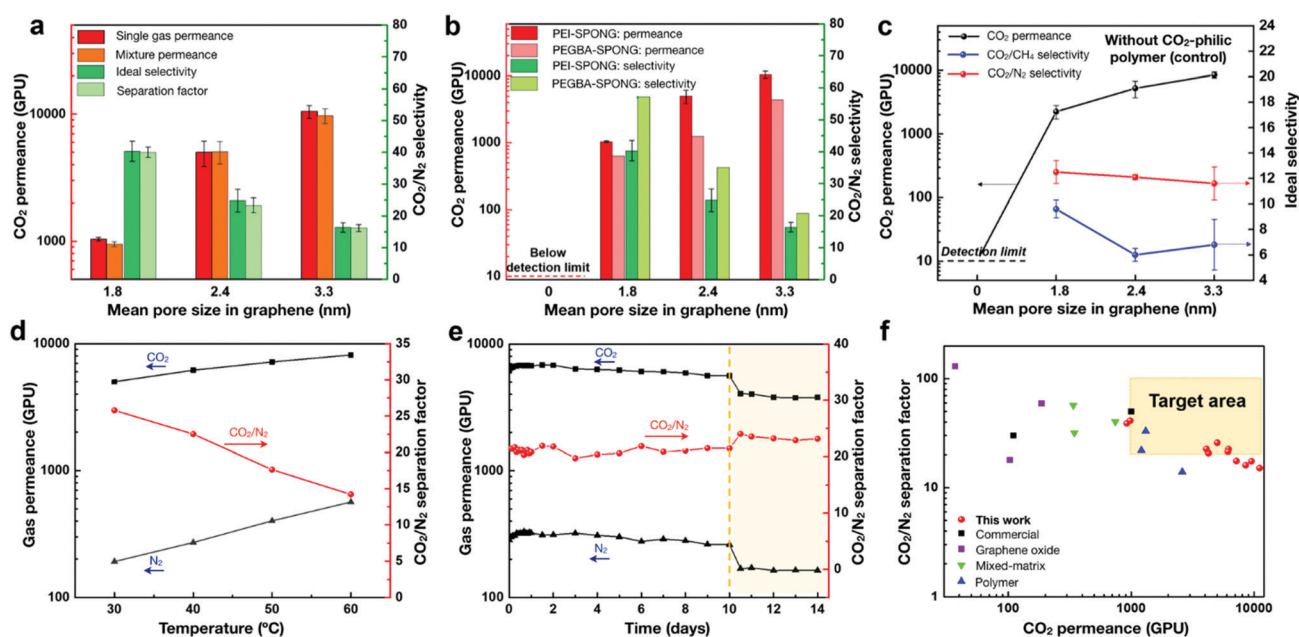 a
Single gas permeance
Mixture permeance
Ideal selectivity
Separation factor
CO₂ permeance (GPU)
10000
1000
80
70
60
50
40
30
20
10
0
CO₂/N₂ selectivity
1.8 2.4 3.3
Mean pore size in graphene (nm)
b
PEI-SPONG: permeance
PEGBA-SPONG: permeance
PEI-SPONG: selectivity
PEGBA-SPONG: selectivity
CO₂ permeance (GPU)
10000
1000
100
10
Below
detection limit
80
70
60
50
40
30
20
10
0
CO₂/N₂ selectivity
0 1.8 2.4 3.3
Mean pore size in graphene (nm)
c
CO₂ permeance
CO₂/CH₄ selectivity
CO₂/N₂ selectivity
Without CO₂-philic
polymer (control)
CO₂ permeance (GPU)
10000
1000
100
10
Detection limit
24
22
20
18
16
14
12
10
8
6
4
Ideal selectivity
0 1.8 2.4 3.3
Mean pore size in graphene (nm)
d
Gas permeance (GPU)
10000
1000
100
CO₂
CO₂/N₂
N₂
35
30
25
20
15
10
5
0
CO₂/N₂ separation factor
30 40 50 60
Temperature (°C)
e
Gas permeance (GPU)
10000
1000
100
CO₂
CO₂/N₂
N₂
40
30
20
10
0
CO₂/N₂ separation factor
0 2 4 6 8 10 12 14
Time (days)
f
CO₂/N₂ separation factor
100
10
1
Target area
This work
Commercial
Graphene oxide
Mixed-matrix
Polymer
100 1000 10000
CO₂ permeance (GPU)